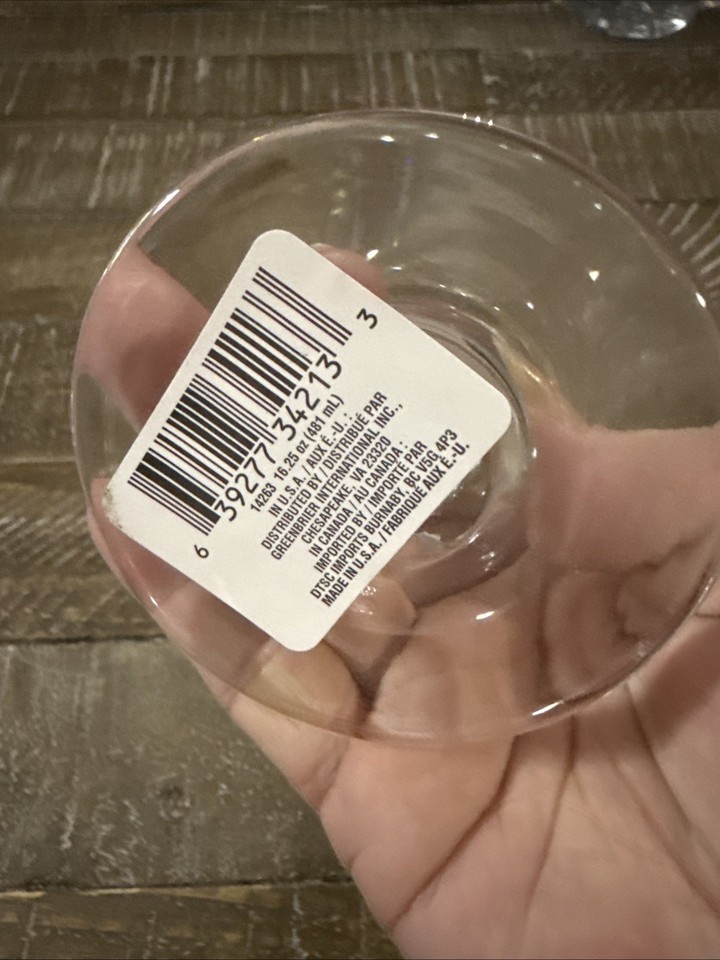 6 39277 34213 3
14263 16.25 oz (481 mL)
IN U.S.A. / AUX É.-U. :
DISTRIBUTED BY / DISTRIBUÉ PAR
GREENBRIER INTERNATIONAL INC.,
CHESAPEAKE, VA 23320
IN CANADA / AU CANADA :
IMPORTED BY / IMPORTÉ PAR
DTSC IMPORTS BURNABY, BC V5G 4P3
MADE IN U.S.A. / FABRIQUÉ AUX É.-U.